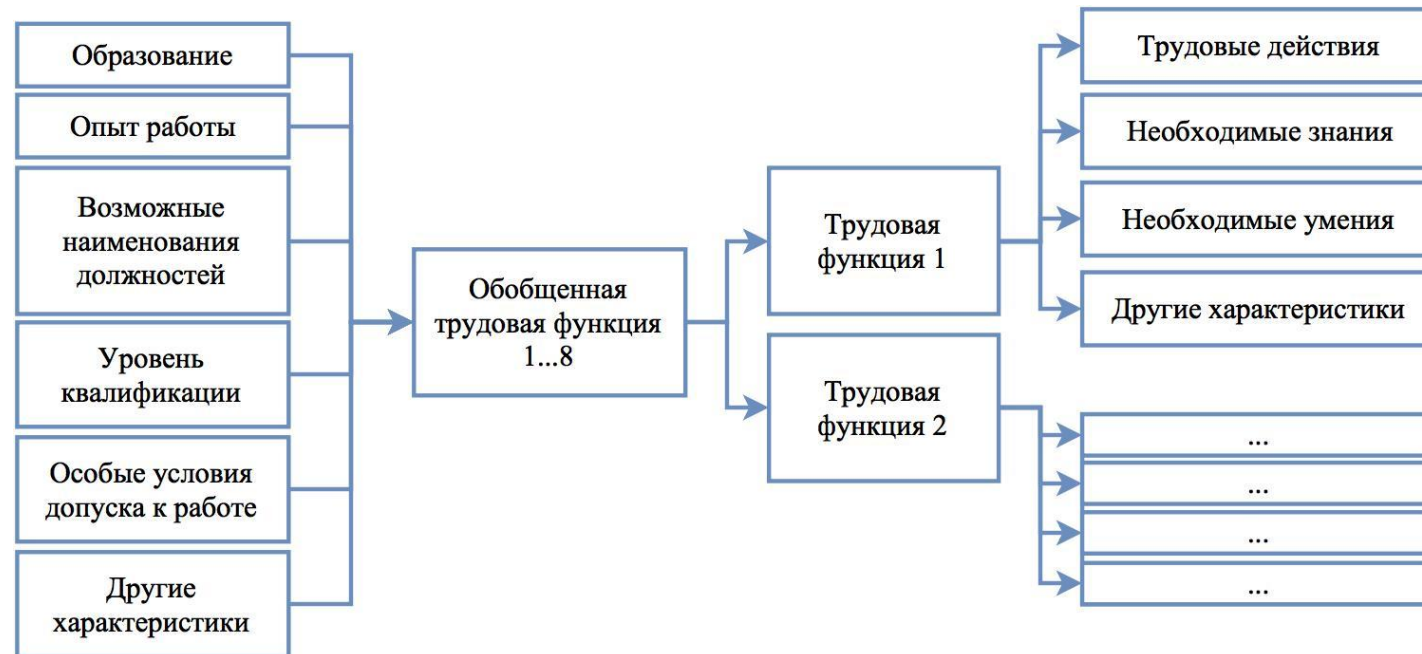 Образование
Опыт работы
Возможные
наименования
должностей
Уровень
квалификации
Особые условия
допуска к работе
Другие
характеристики
Обобщенная
трудовая функция
1...8
Трудовая
функция 1
Трудовая
функция 2
Трудовые действия
Необходимые знания
Необходимые умения
Другие характеристики
...
...
...
...